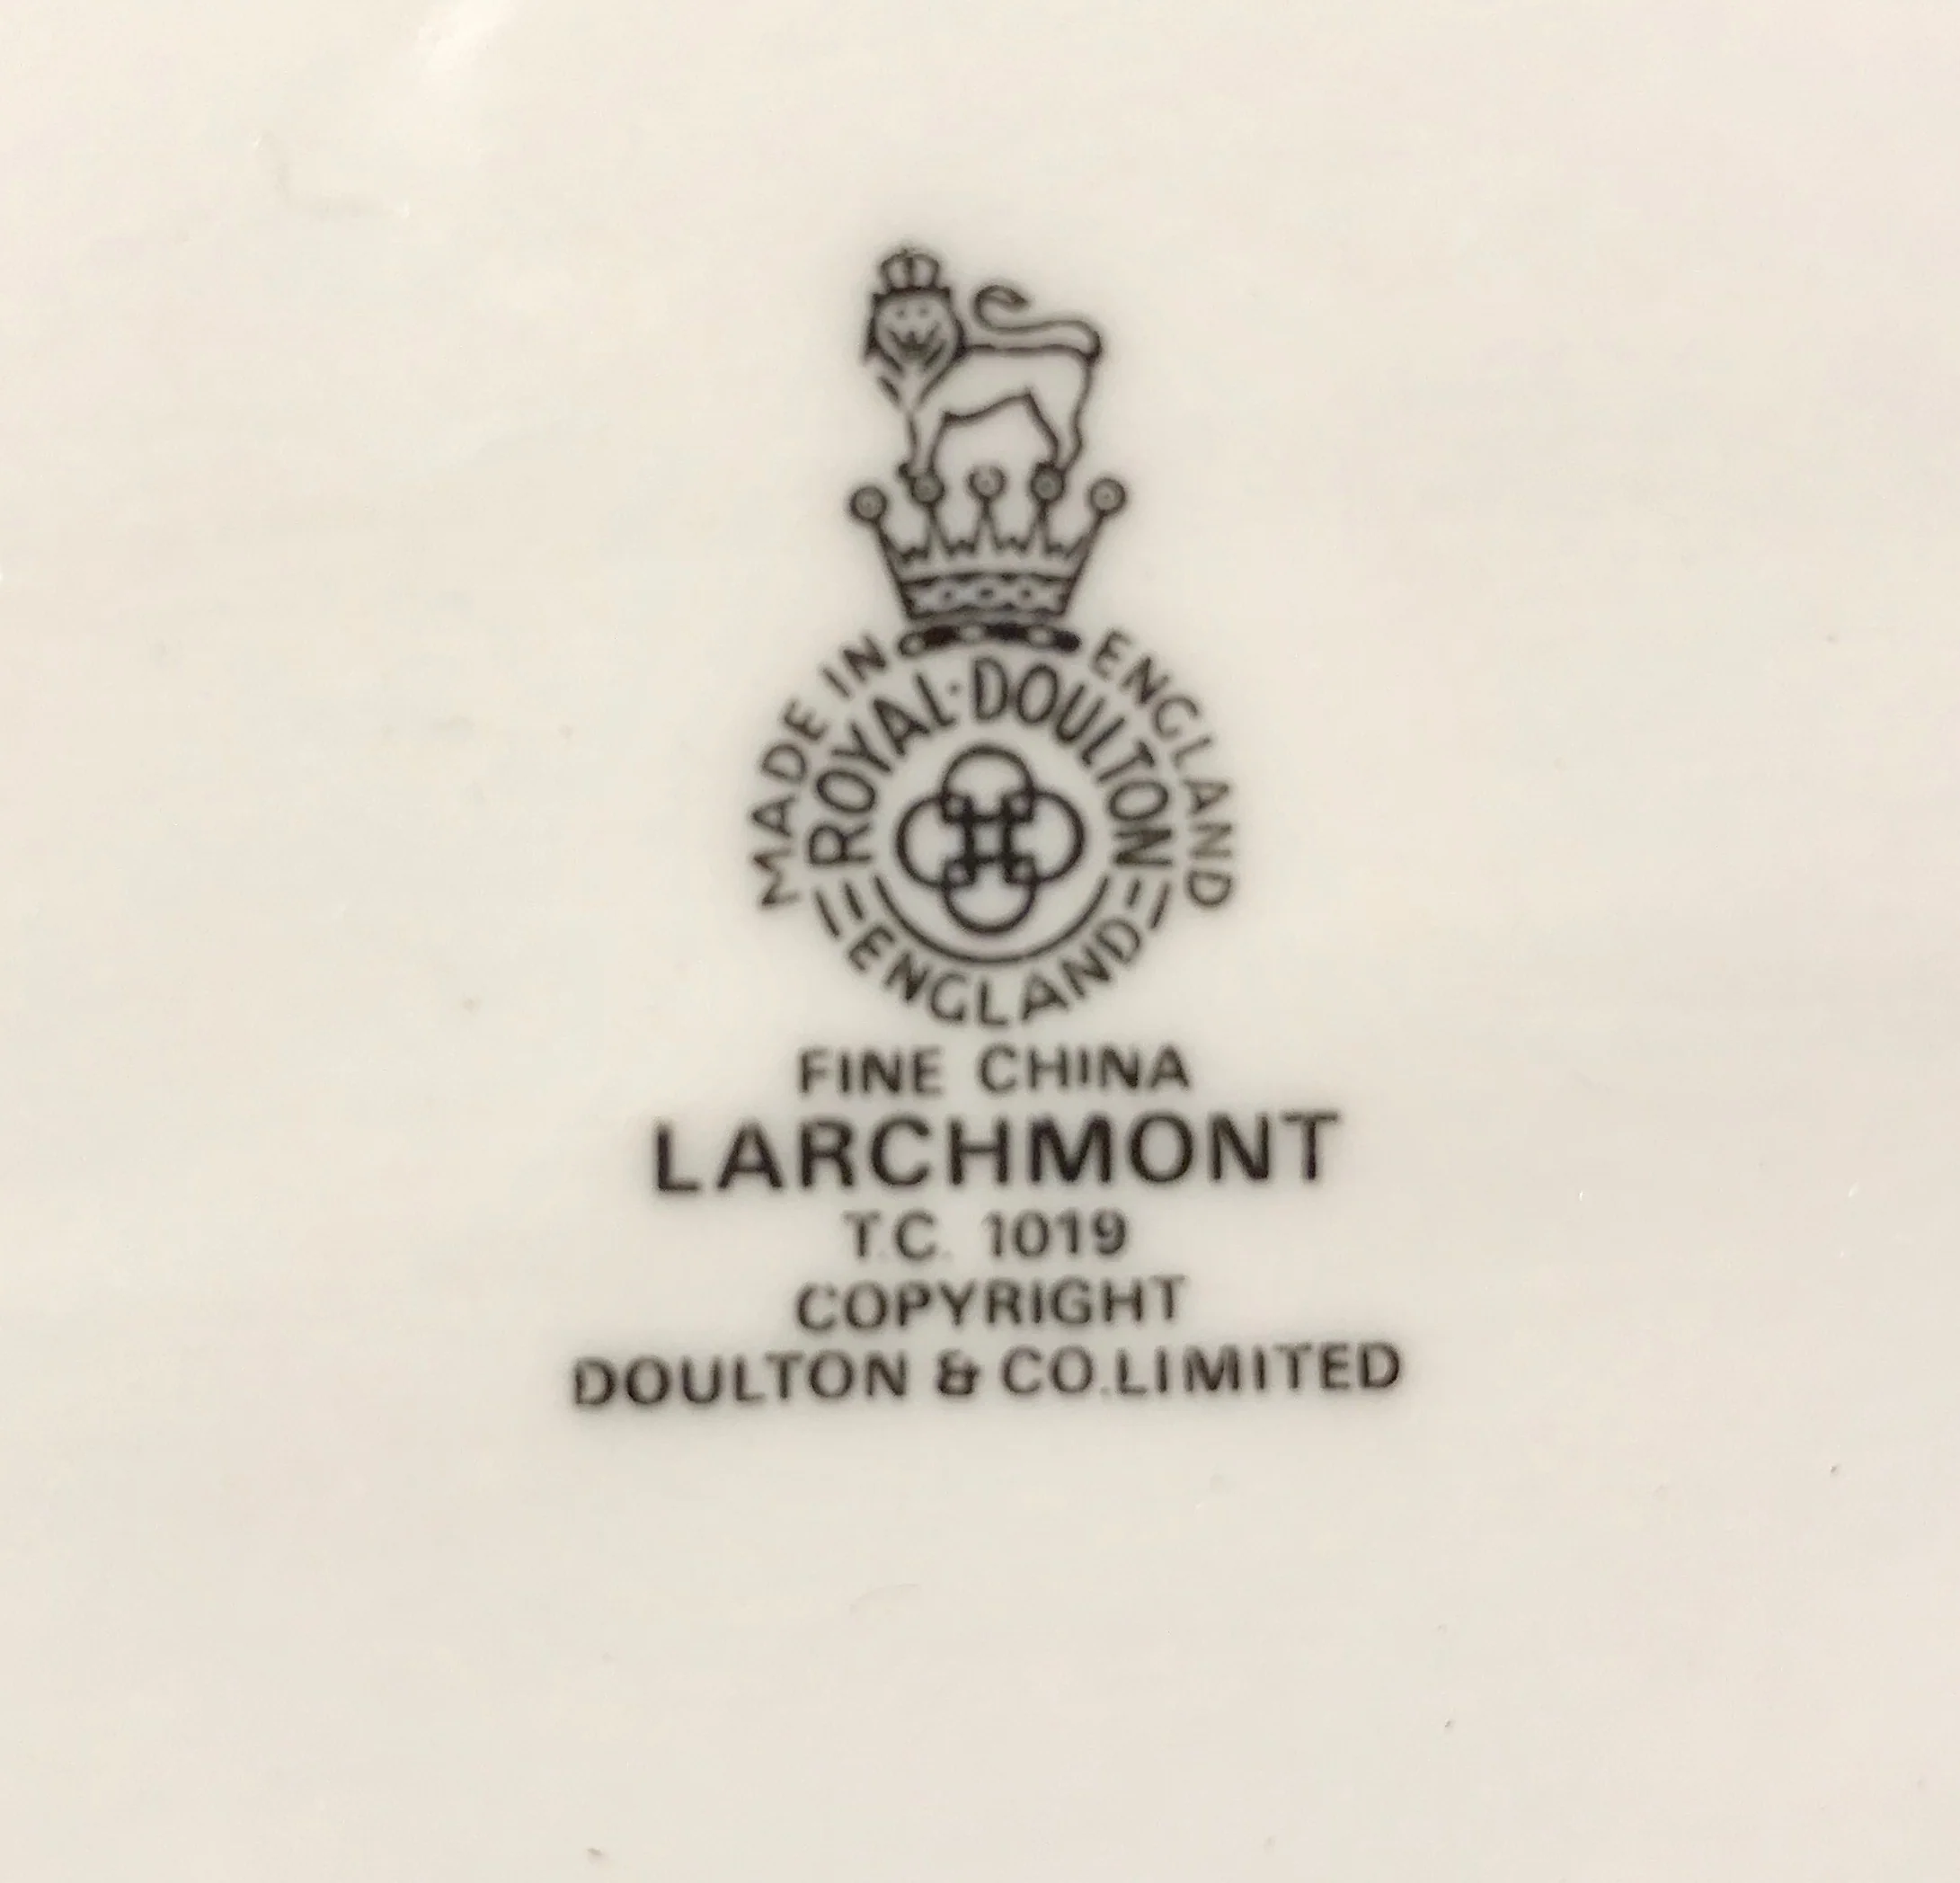 MADE IN ENGLAND
ROYAL·DOULTON
ENGLAND
FINE CHINA
LARCHMONT
T.C. 1019
COPYRIGHT
DOULTON & CO.LIMITED